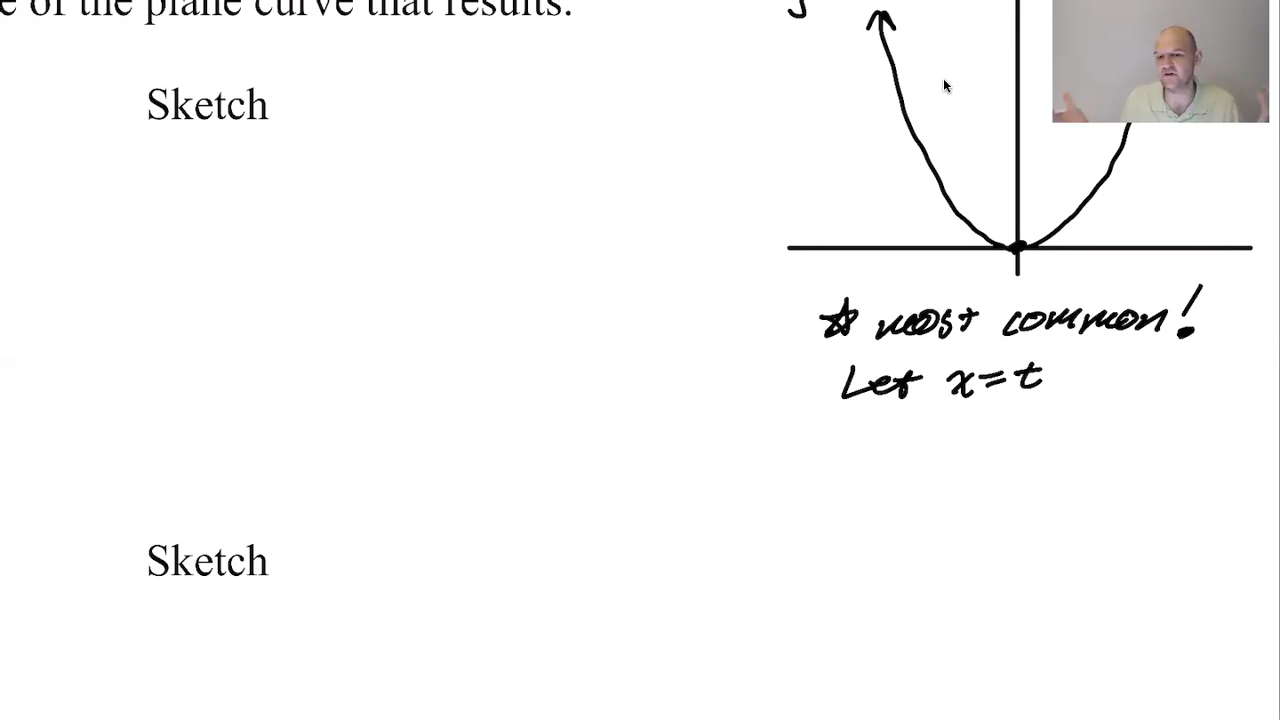 e of the plane curve that results.
Sketch
☆ most common!
Let x=t
Sketch